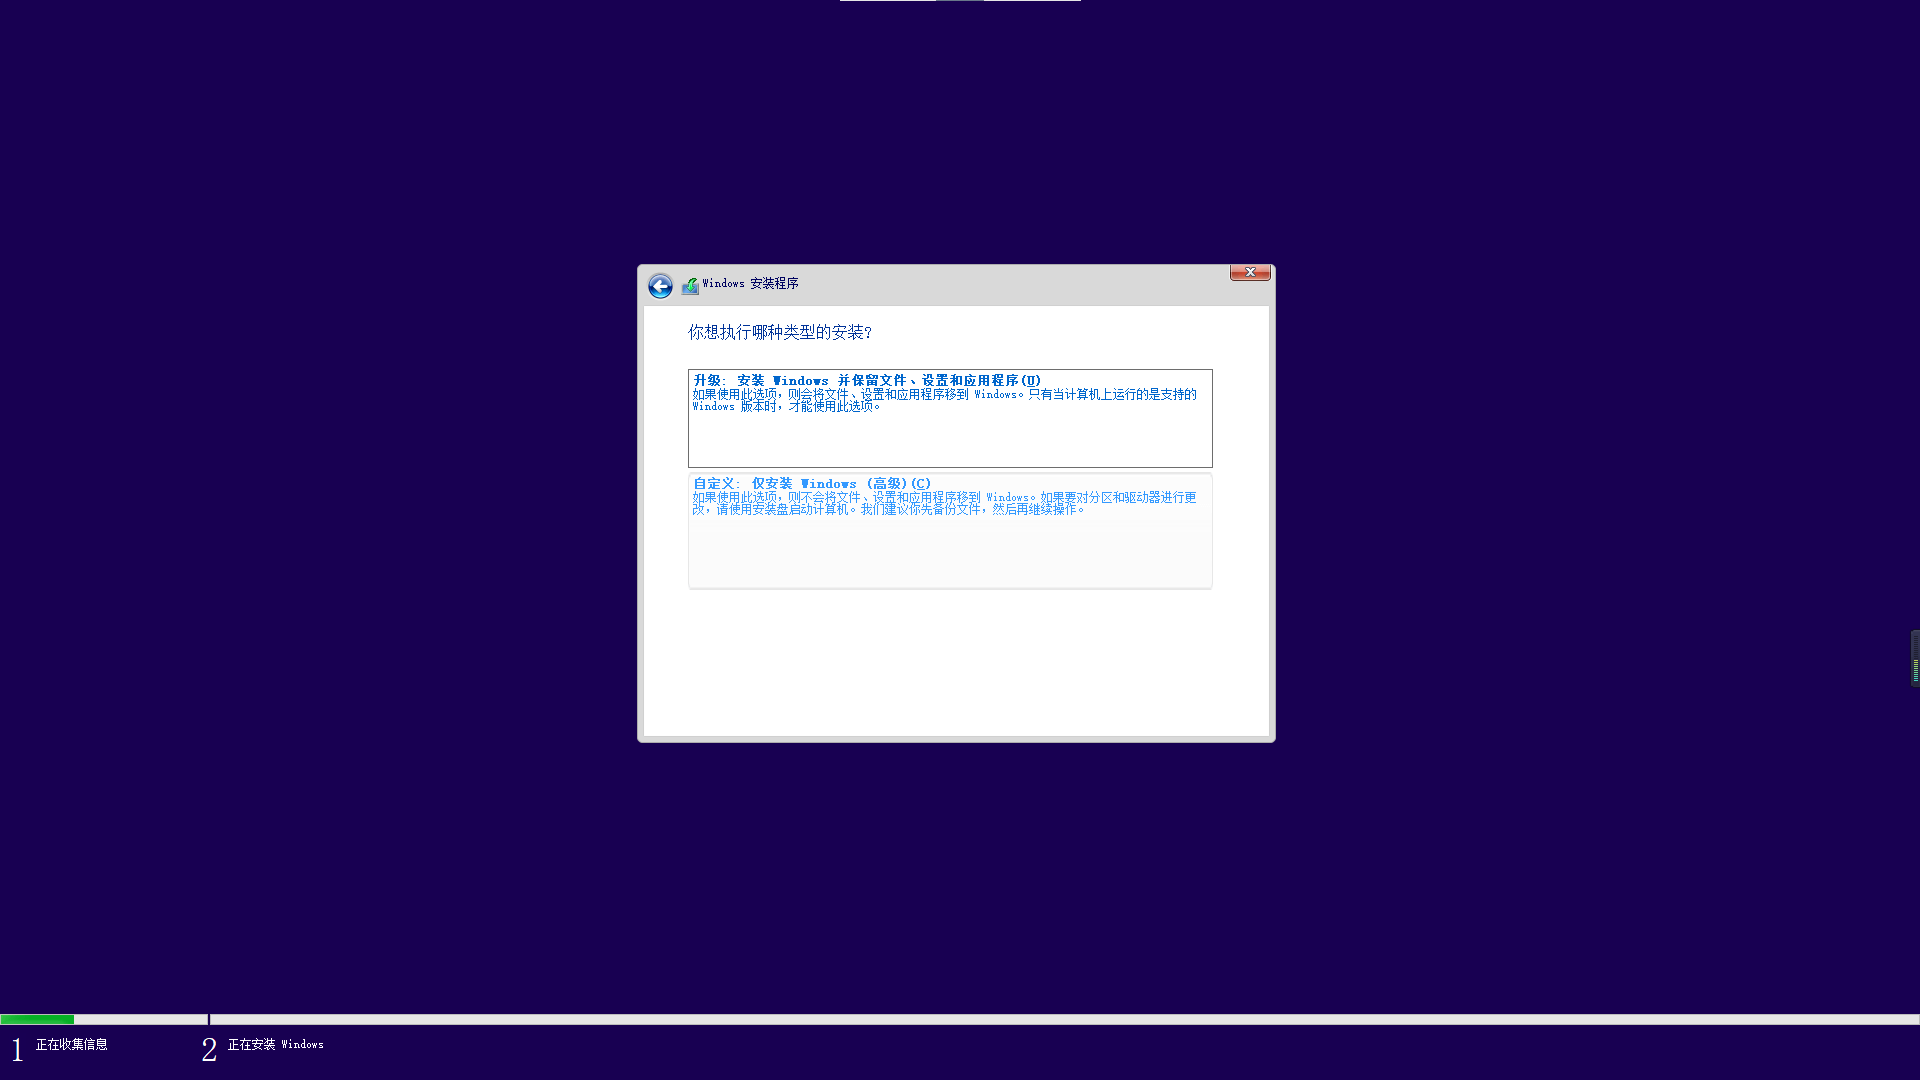 Windows 安装程序
你想执行哪种类型的安装?
升级: 安装 Windows 并保留文件、设置和应用程序(U)
如果使用此选项，则会将文件、设置和应用程序移到 Windows。只有当计算机上运行的是支持的
Windows 版本时，才能使用此选项。
自定义: 仅安装 Windows (高级)(C)
如果使用此选项，则不会将文件、设置和应用程序移到 Windows。如果要对分区和驱动器进行更
改，请使用安装盘启动计算机。我们建议你先备份文件，然后再继续操作。
1 正在收集信息
2 正在安装 Windows